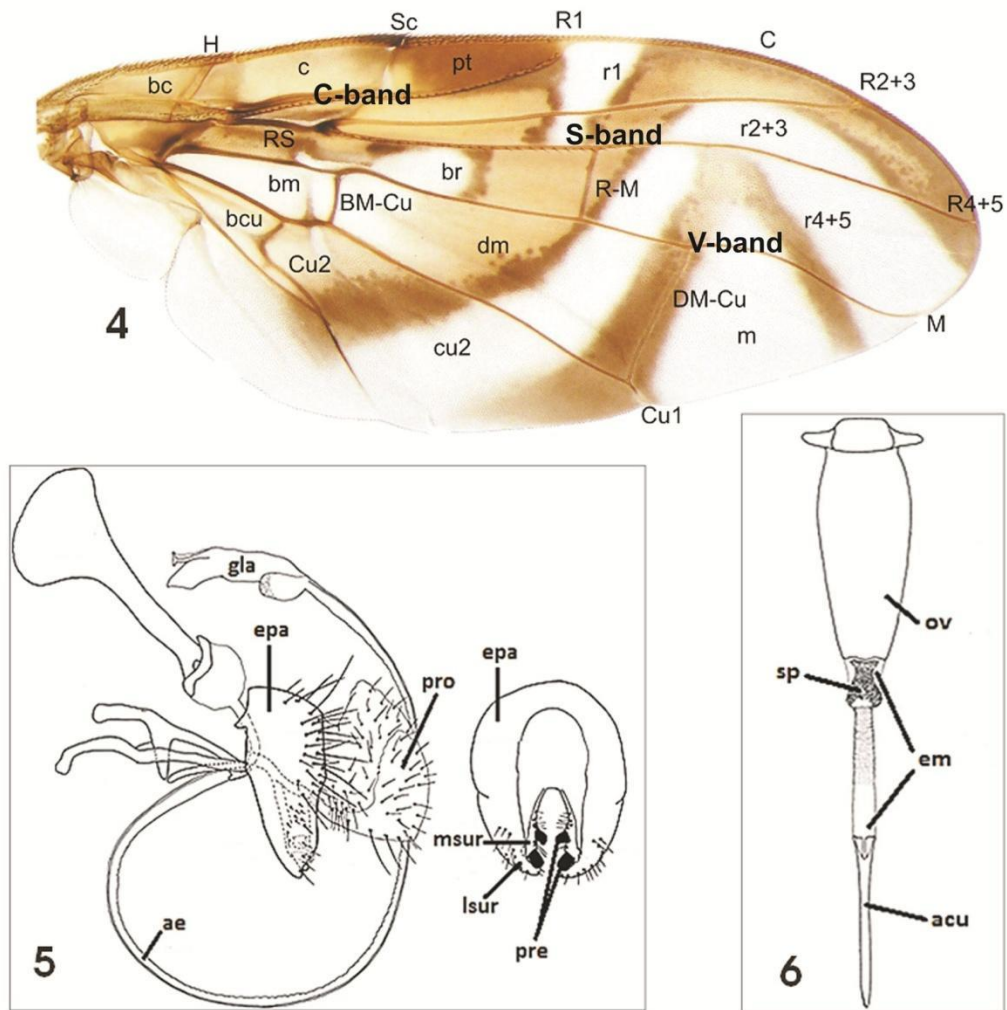 Sc
R1
H
C
bc
c
pt
r1
C-band
R2+3
RS
S-band
r2+3
br
bm
BM-Cu
R-M
R4+5
bcu
r4+5
V-band
dm
Cu2
DM-Cu
4
m
M
cu2
Cu1
gla
epa
epa
pro
msur
lsur
pre
ae
5
ov
sp
em
acu
6